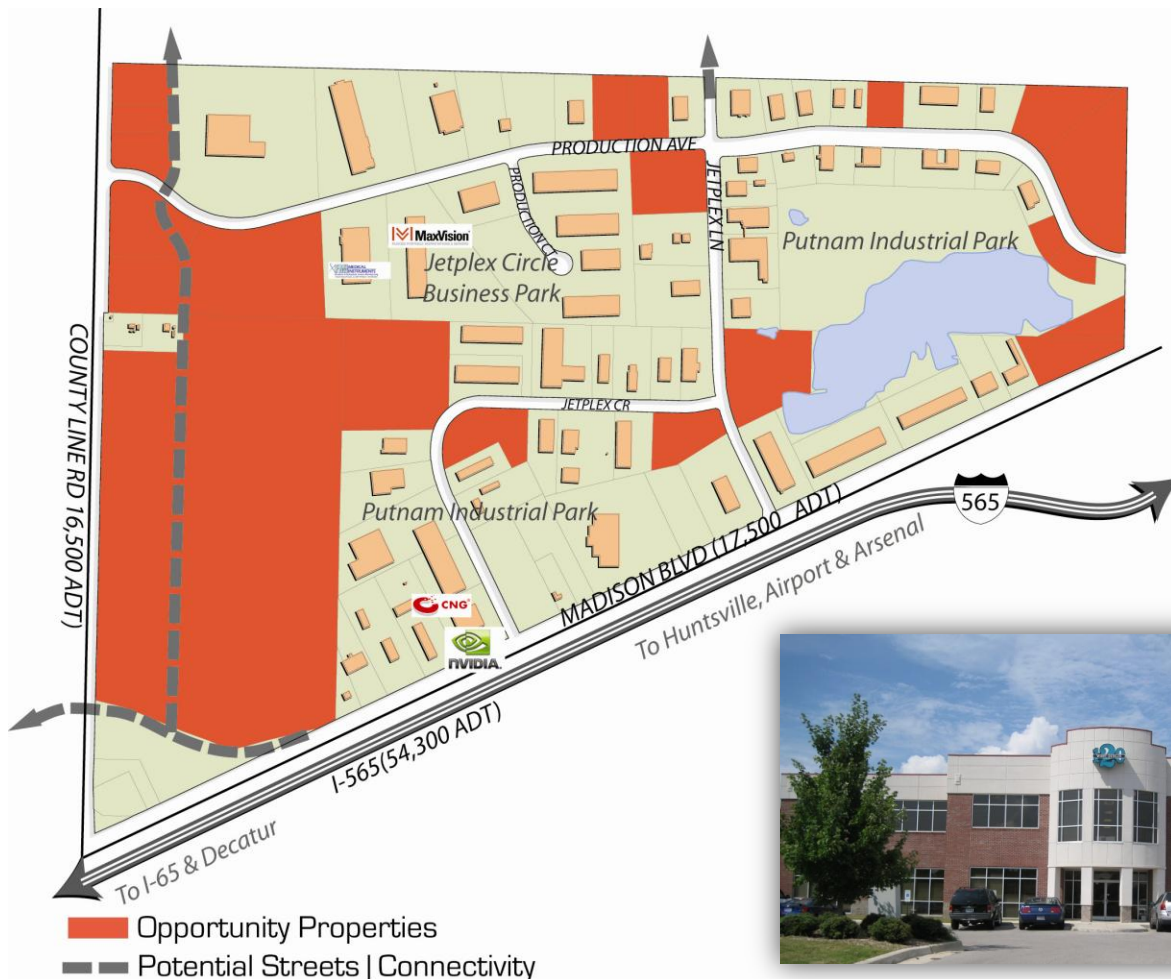 PRODUCTION AVE
PRODUCTION CT
JETPLEX LN
MaxVision
Putnam Industrial Park
Jetplex Circle
Business Park
COUNTY LINE RD 16,500 ADT)
JETPLEX CR
Putnam Industrial Park
565
MADISON BLVD (17,500 ADT)
To Huntsville, Airport & Arsenal
CNG
NVIDIA.
I-565(54,300 ADT)
To I-65 & Decatur
Opportunity Properties
Potential Streets | Connectivity